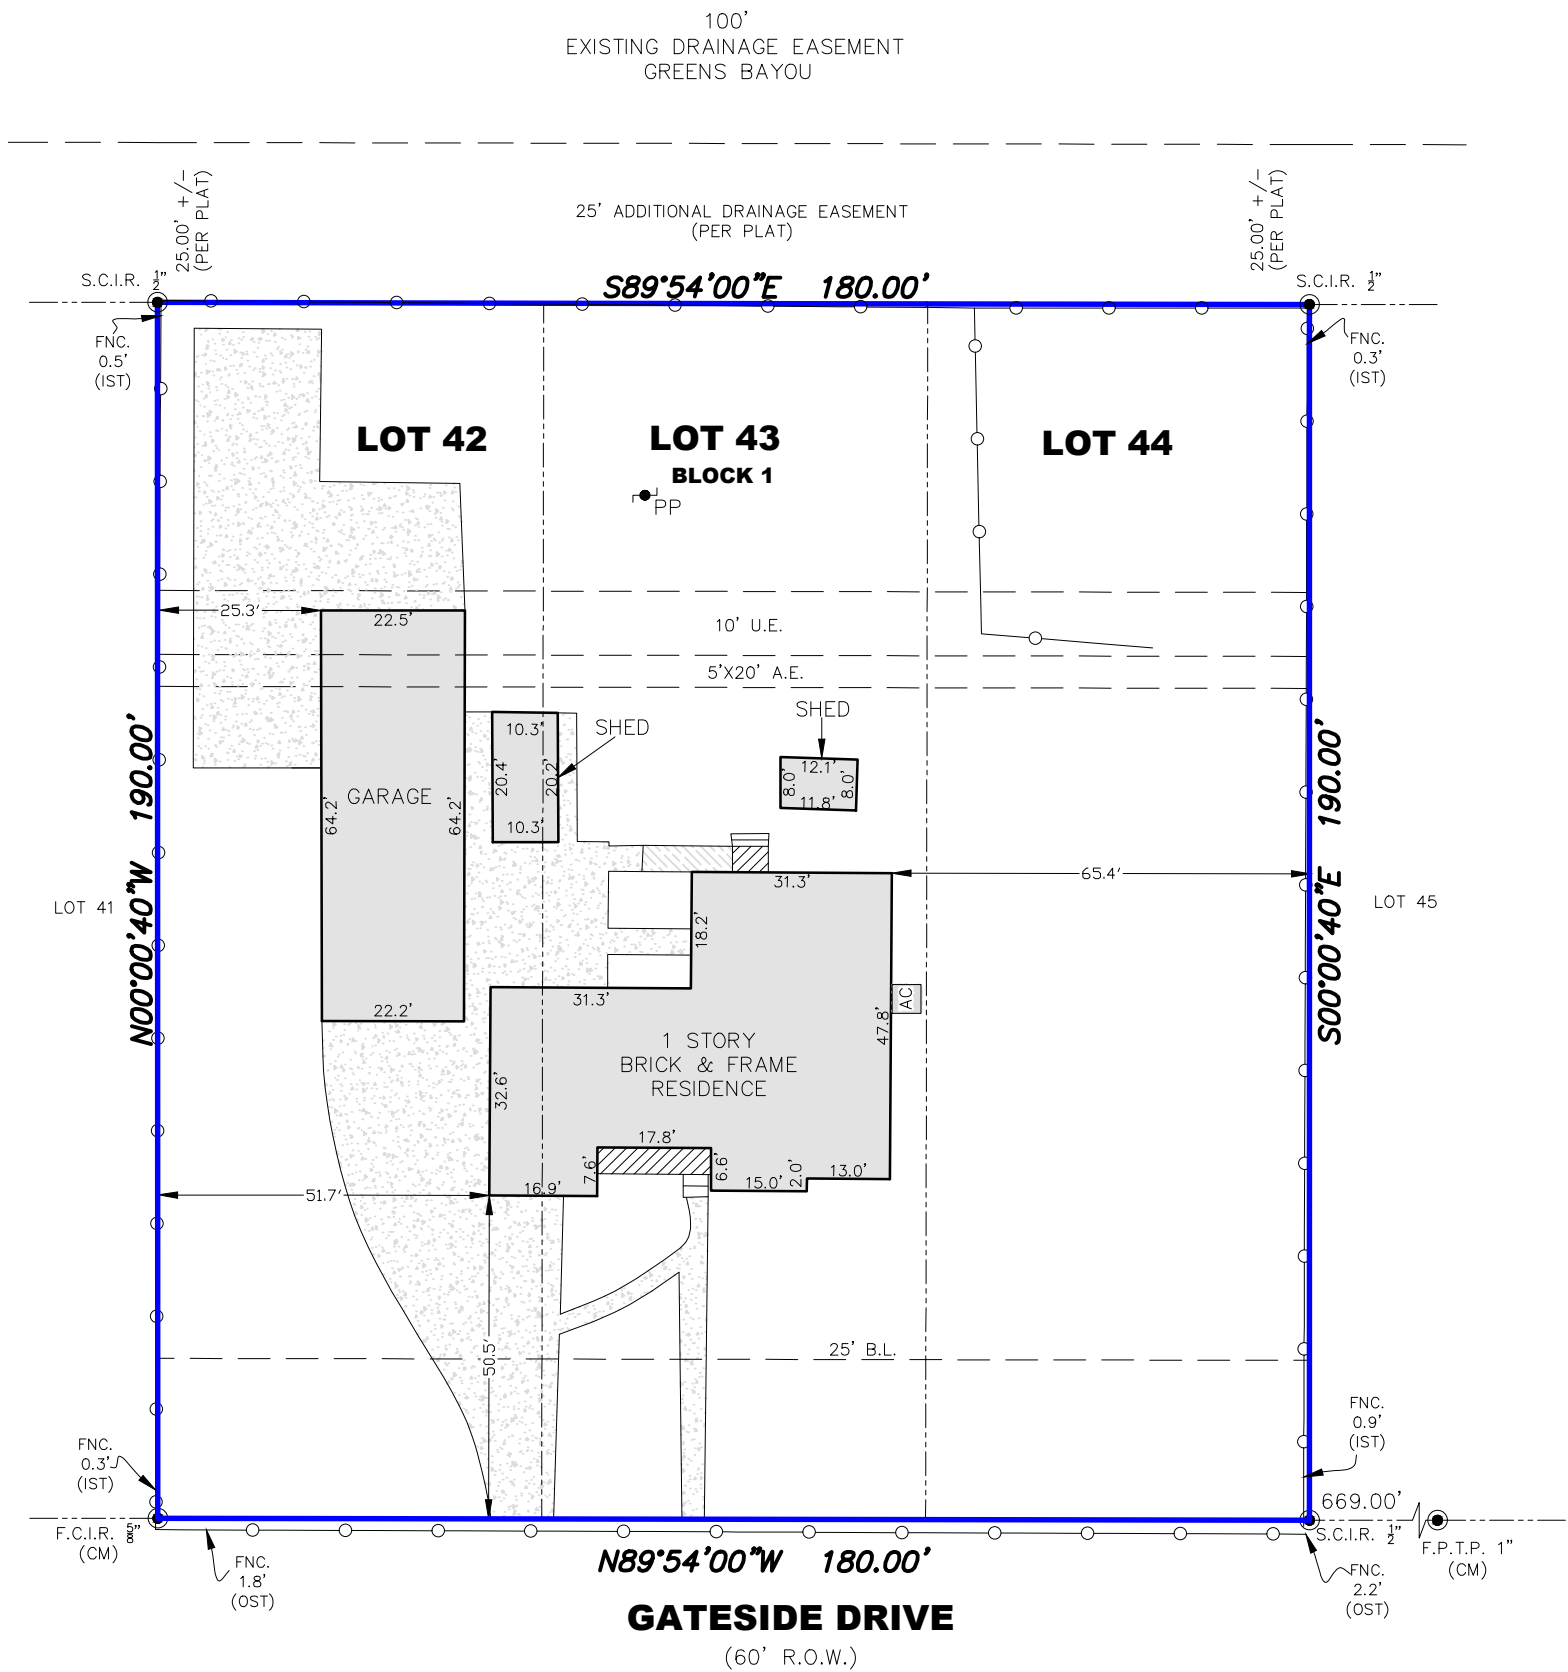 100'
EXISTING DRAINAGE EASEMENT
GREENS BAYOU
25.00' +/-
(PER PLAT)
25' ADDITIONAL DRAINAGE EASEMENT
(PER PLAT)
25.00' +/-
(PER PLAT)
S.C.I.R. 1/2"
S89°54'00"E 180.00'
S.C.I.R. 1/2"
FNC.
0.5'
(IST)
FNC.
0.3'
(IST)
LOT 42
LOT 43
BLOCK 1
LOT 44
PP
25.3'
22.5'
10' U.E.
5'X20' A.E.
SHED
SHED
10.3'
20.4'
20.2'
10.3'
12.1'
8.0'
8.0'
11.8'
N00°00'40"W 190.00'
S00°00'40"E 190.00'
GARAGE
64.2'
64.2'
22.2'
LOT 41
LOT 45
31.3'
65.4'
18.2'
31.3'
AC
47.8'
1 STORY
BRICK & FRAME
RESIDENCE
32.6'
17.8'
7.6'
6.6'
16.9'
15.0'
2.0'
13.0'
51.7'
50.5'
25' B.L.
FNC.
0.3'
(IST)
FNC.
0.9'
(IST)
669.00'
F.C.I.R. 5/8"
(CM)
S.C.I.R. 1/2"
F.P.T.P. 1"
(CM)
FNC.
1.8'
(OST)
N89°54'00"W 180.00'
FNC.
2.2'
(OST)
GATESIDE DRIVE
(60' R.O.W.)